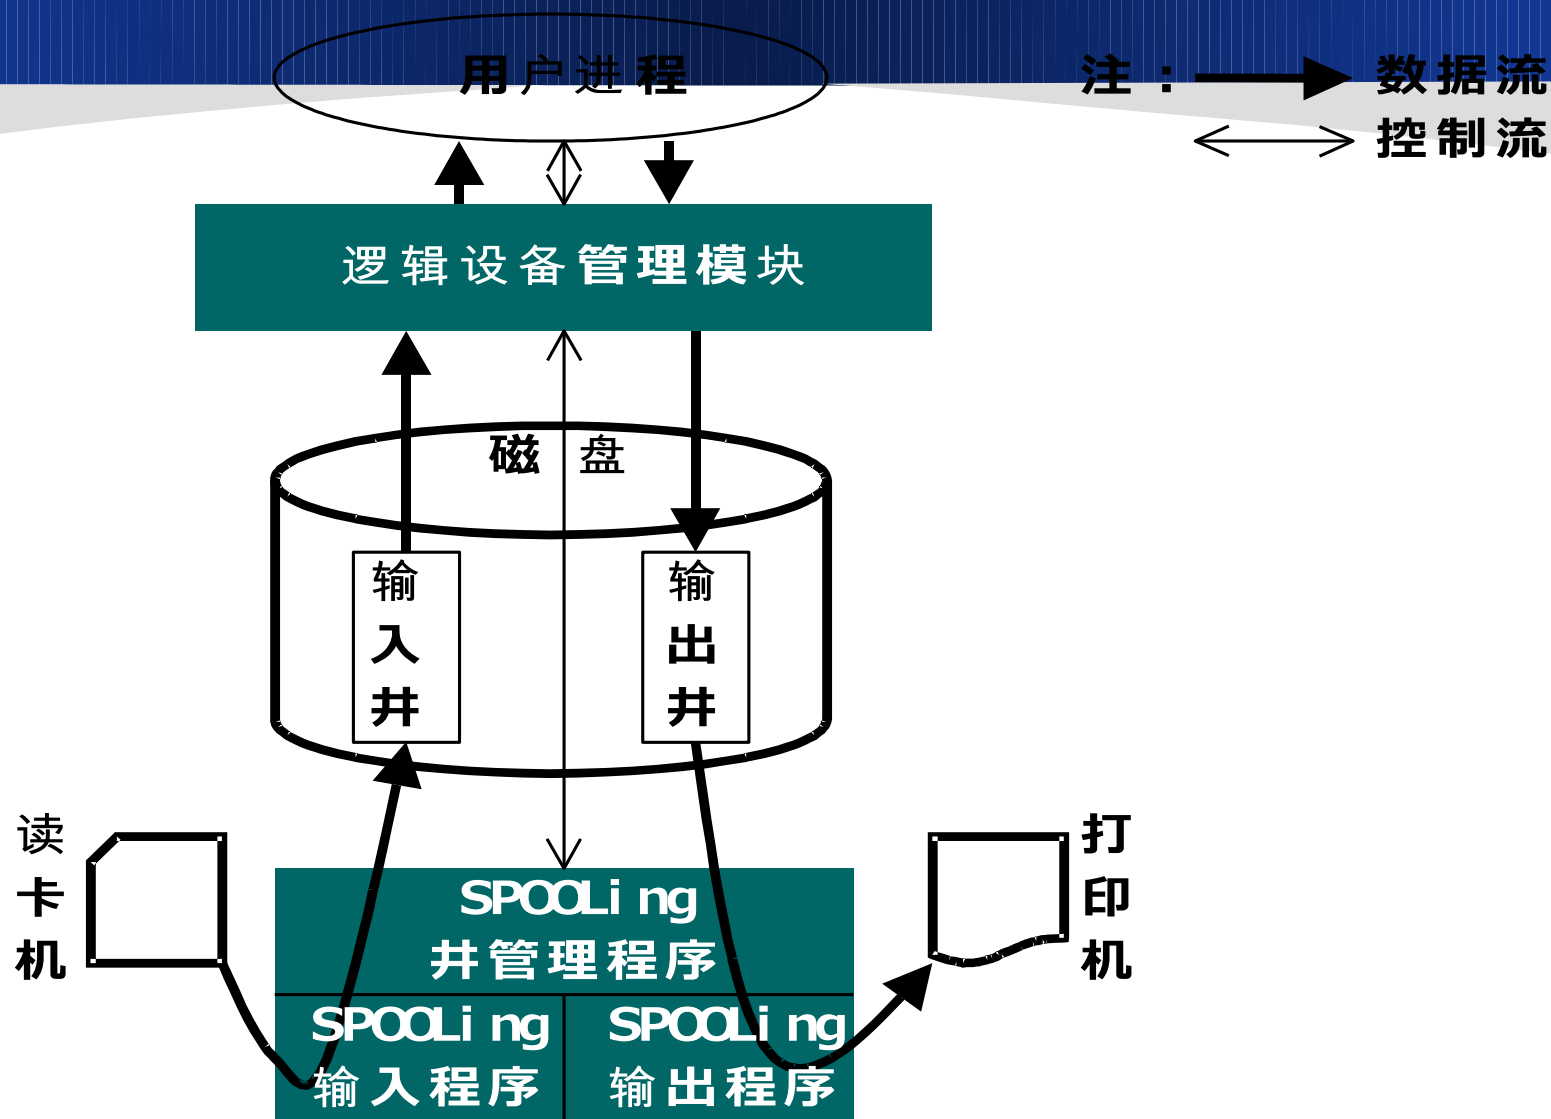 用户进程
注：数据流
控制流
逻辑设备管理模块
磁盘
输入井
输出井
读卡机
打印机
SPOOLing
井管理程序
SPOOLing
输入程序
SPOOLing
输出程序